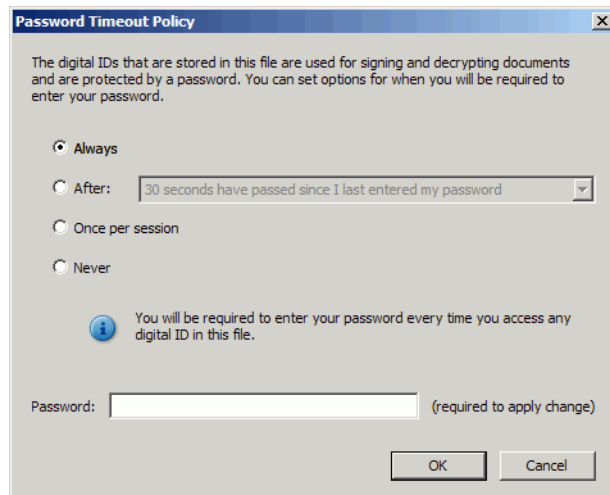 Password Timeout Policy
The digital IDs that are stored in this file are used for signing and decrypting documents
and are protected by a password. You can set options for when you will be required to
enter your password.
Always
After: 30 seconds have passed since I last entered my password
Once per session
Never
You will be required to enter your password every time you access any
digital ID in this file.
Password: (required to apply change)
OK Cancel